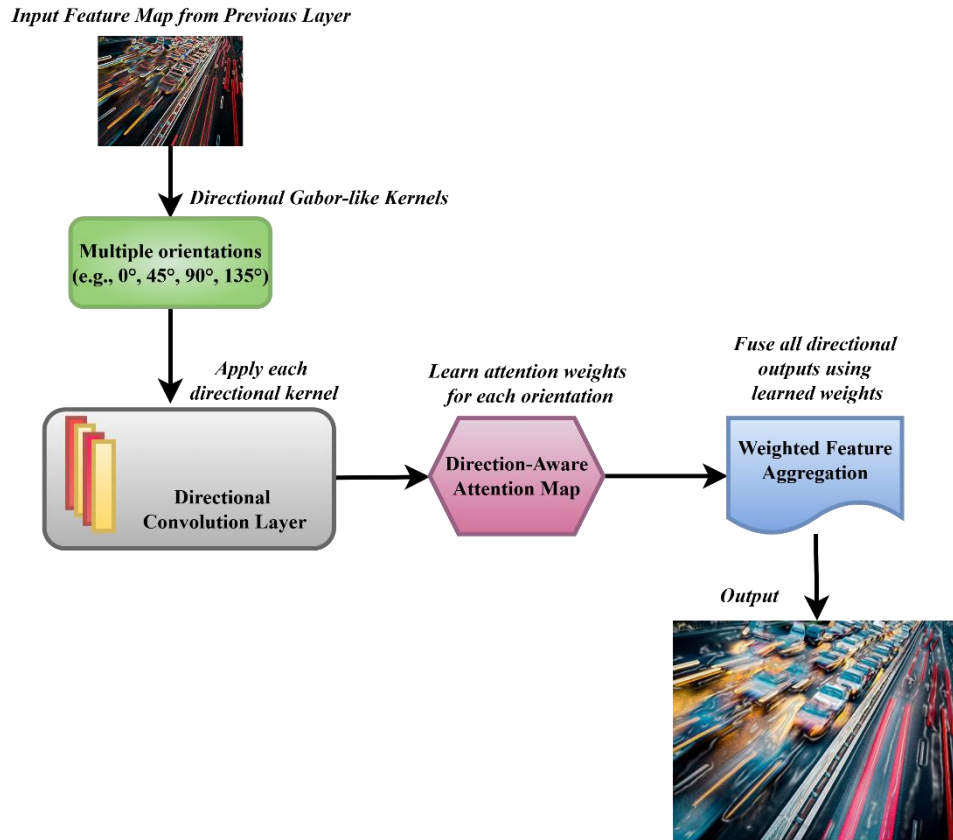 Input Feature Map from Previous Layer
Directional Gabor-like Kernels
Multiple orientations
(e.g., 0°, 45°, 90°, 135°)
Apply each
directional kernel
Directional
Convolution Layer
Learn attention weights
for each orientation
Direction-Aware
Attention Map
Fuse all directional
outputs using
learned weights
Weighted Feature
Aggregation
Output